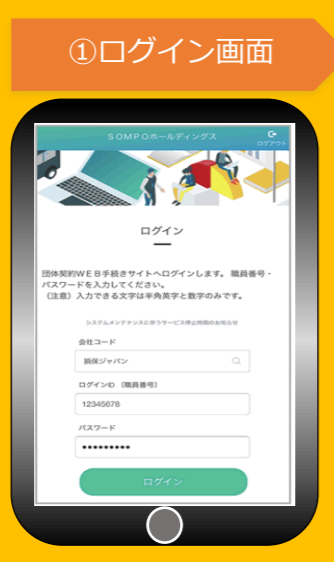 ①ログイン画面
SOMPOホールディングス
ログアウト
ログイン
団体契約WEB手続きサイトへログインします。職員番号・
パスワードを入力してください。
（注意）入力できる文字は半角英字と数字のみです。
システムメンテナンスに伴うサービス停止時間のお知らせ
会社コード
損保ジャパン
ログインID（職員番号）
12345678
パスワード
•••••••••
ログイン